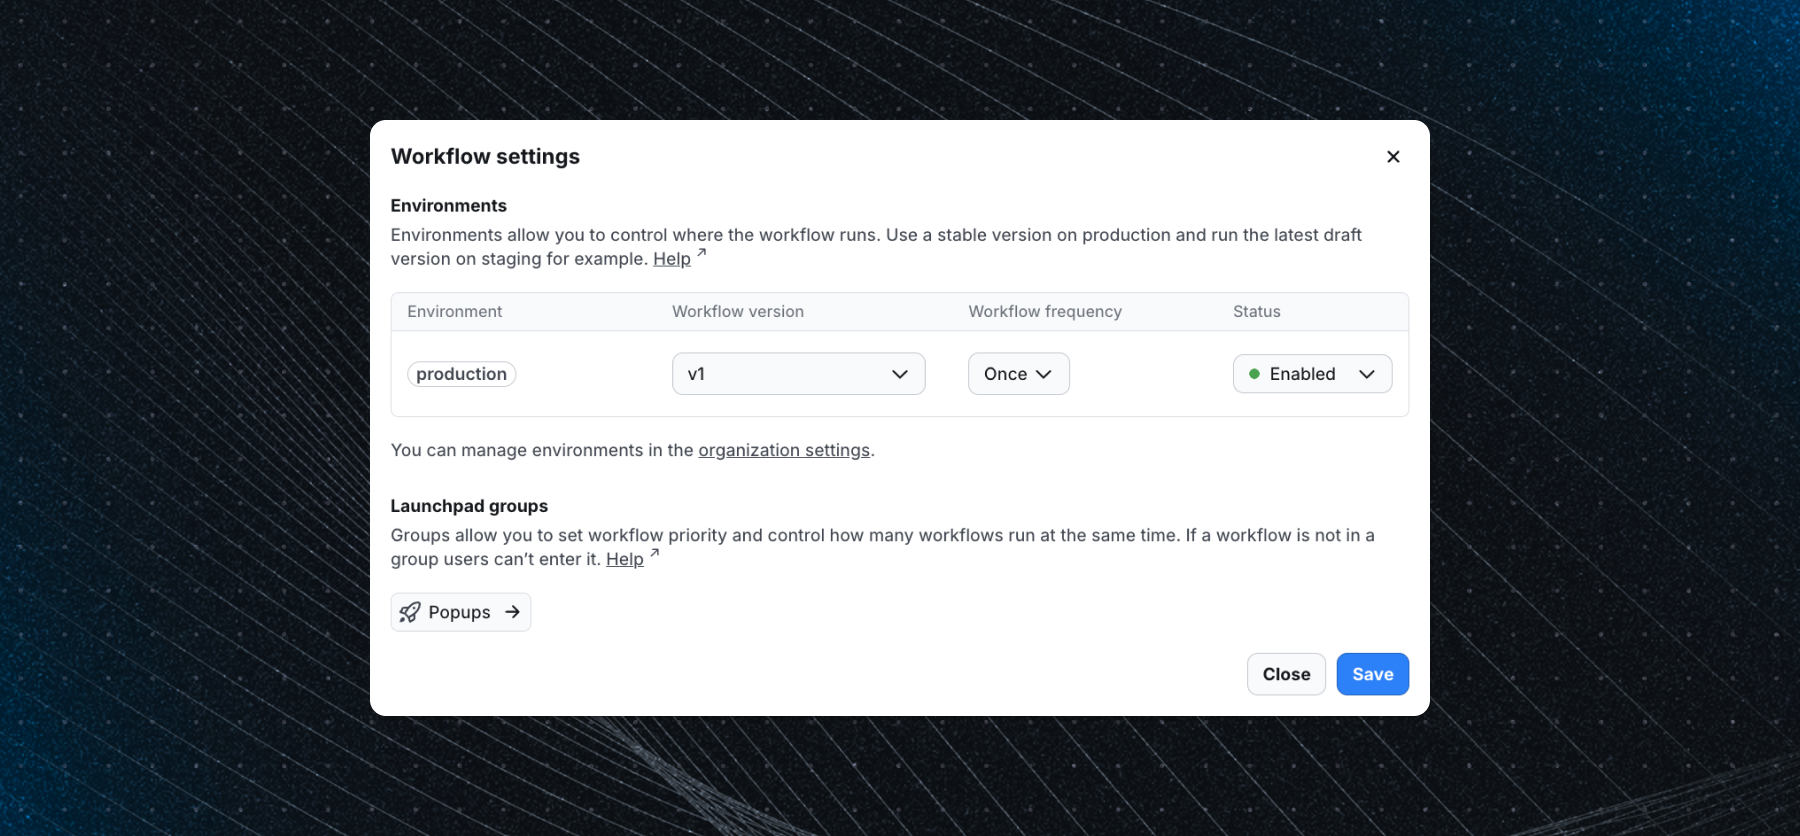 Workflow settings
Environments
Environments allow you to control where the workflow runs. Use a stable version on production and run the latest draft
version on staging for example. Help ↗
Environment Workflow version Workflow frequency Status
production v1 Once Enabled
You can manage environments in the organization settings.
Launchpad groups
Groups allow you to set workflow priority and control how many workflows run at the same time. If a workflow is not in a
group users can’t enter it. Help ↗
Popups →
Close Save